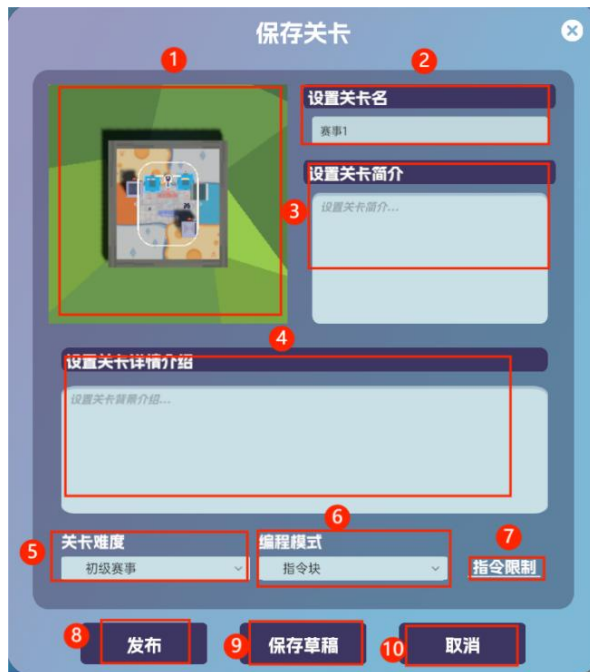 保存关卡
1
2
设置关卡名
赛事1
设置关卡简介
3
设置关卡简介...
4
设置关卡详情介绍
设置关卡背景介绍...
6
7
5
关卡难度
编程模式
初级赛事
指令块
指令限制
8
发布
9
保存草稿
10
取消